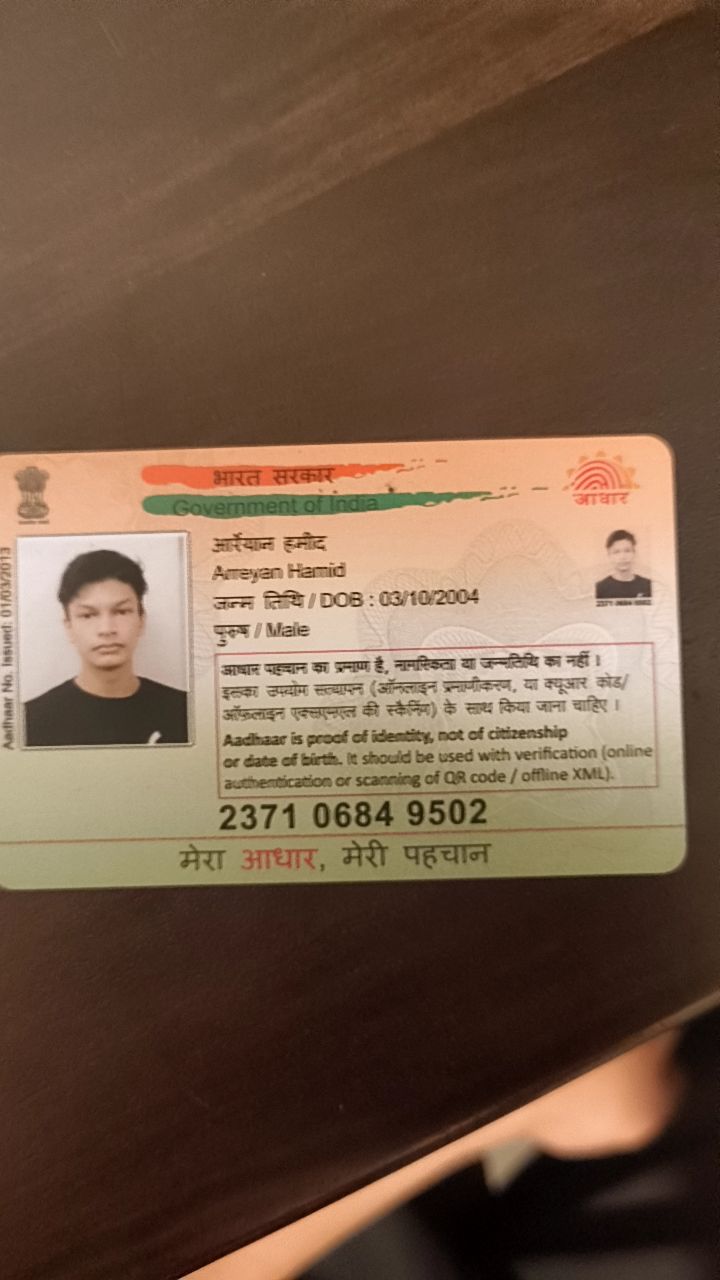 भारत सरकार
Government of India
आधार
Aadhaar No. Issued: 01/03/2013
आर्रेयान हमीद
Arreyan Hamid
जन्म तिथि / DOB : 03/10/2004
पुरुष / Male
आधार पहचान का प्रमाण है, नागरिकता या जन्मतिथि का नहीं ।
इसका उपयोग सत्यापन (ऑनलाइन प्रमाणीकरण, या क्यूआर कोड/
ऑफ़लाइन एक्सएमएल की स्कैनिंग) के साथ किया जाना चाहिए ।
Aadhaar is proof of identity, not of citizenship
or date of birth. It should be used with verification (online
authentication or scanning of QR code / offline XML).
2371 0684 9502
मेरा आधार, मेरी पहचान